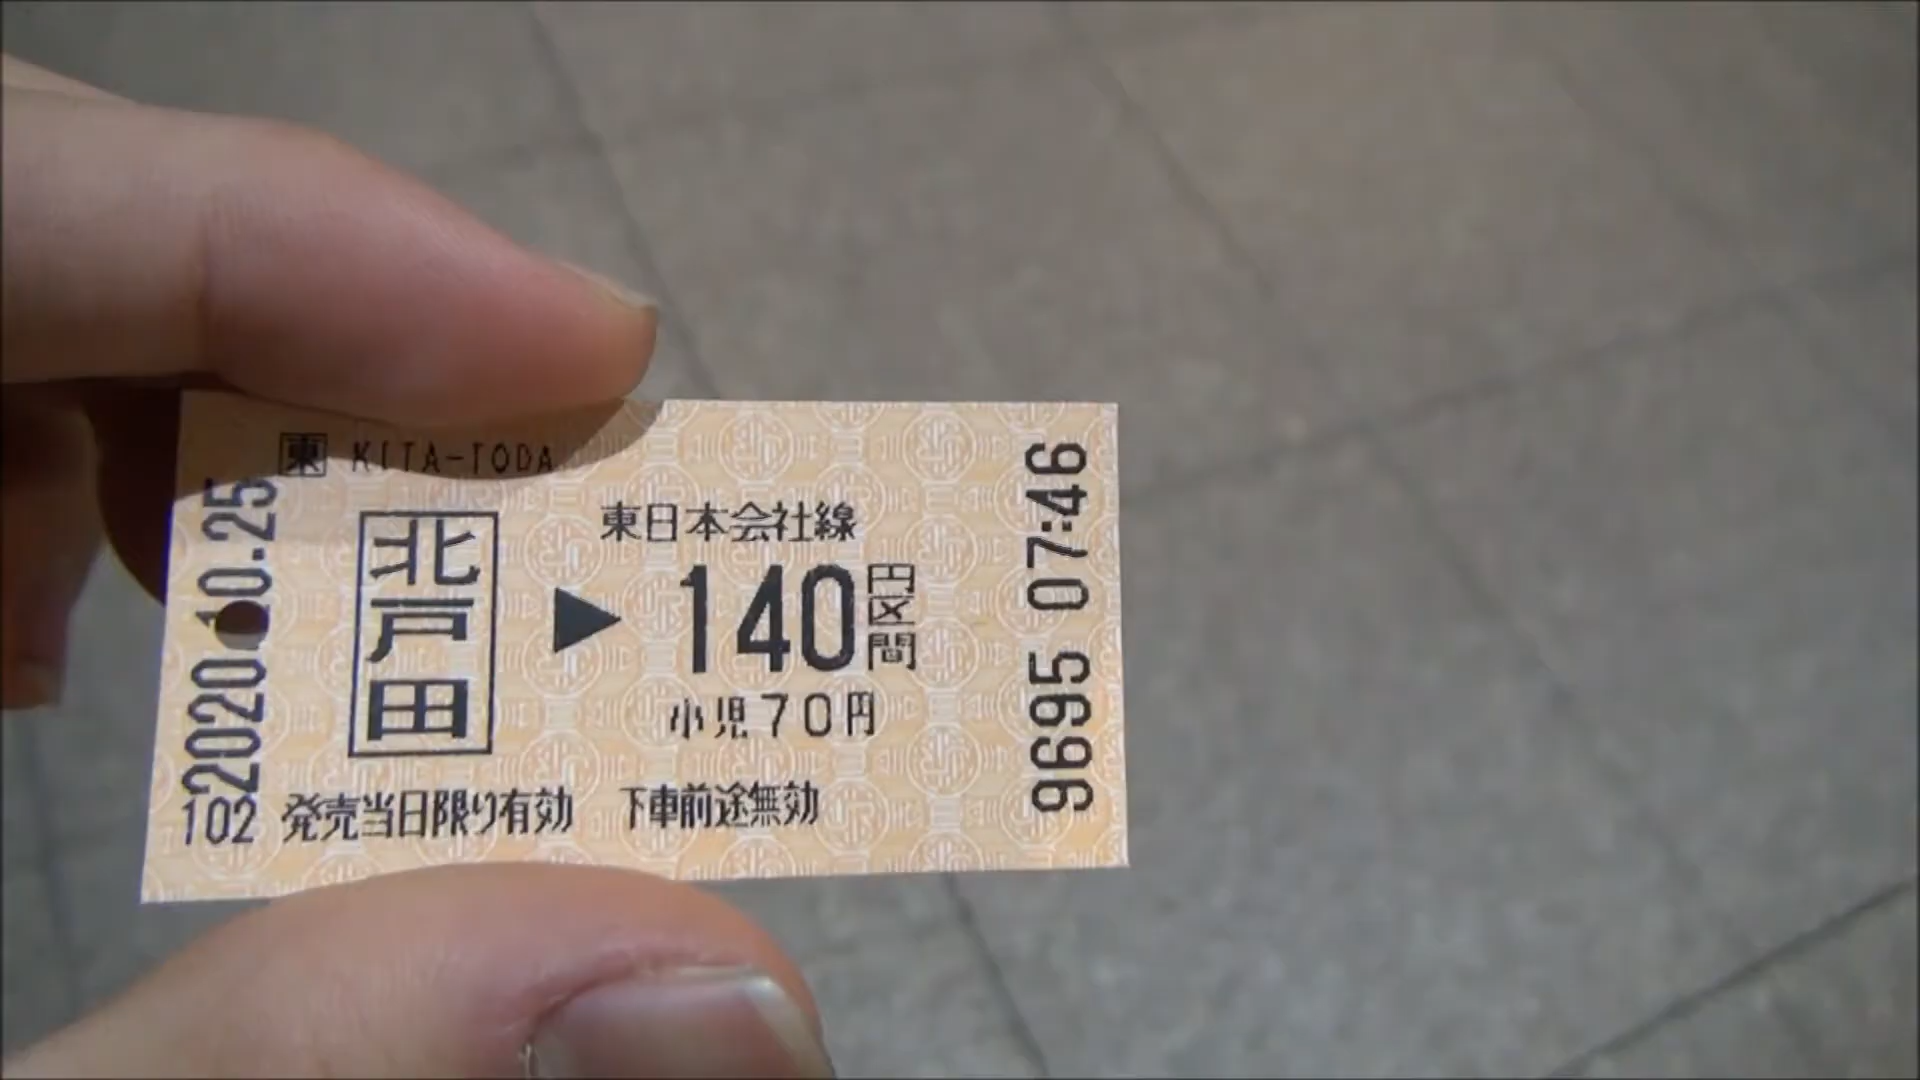 東 KITA-TODA
2020.10.25
北戸田
東日本会社線
▶140円区間
小児70円
102 発売当日限り有効 下車前途無効
9695 07:46